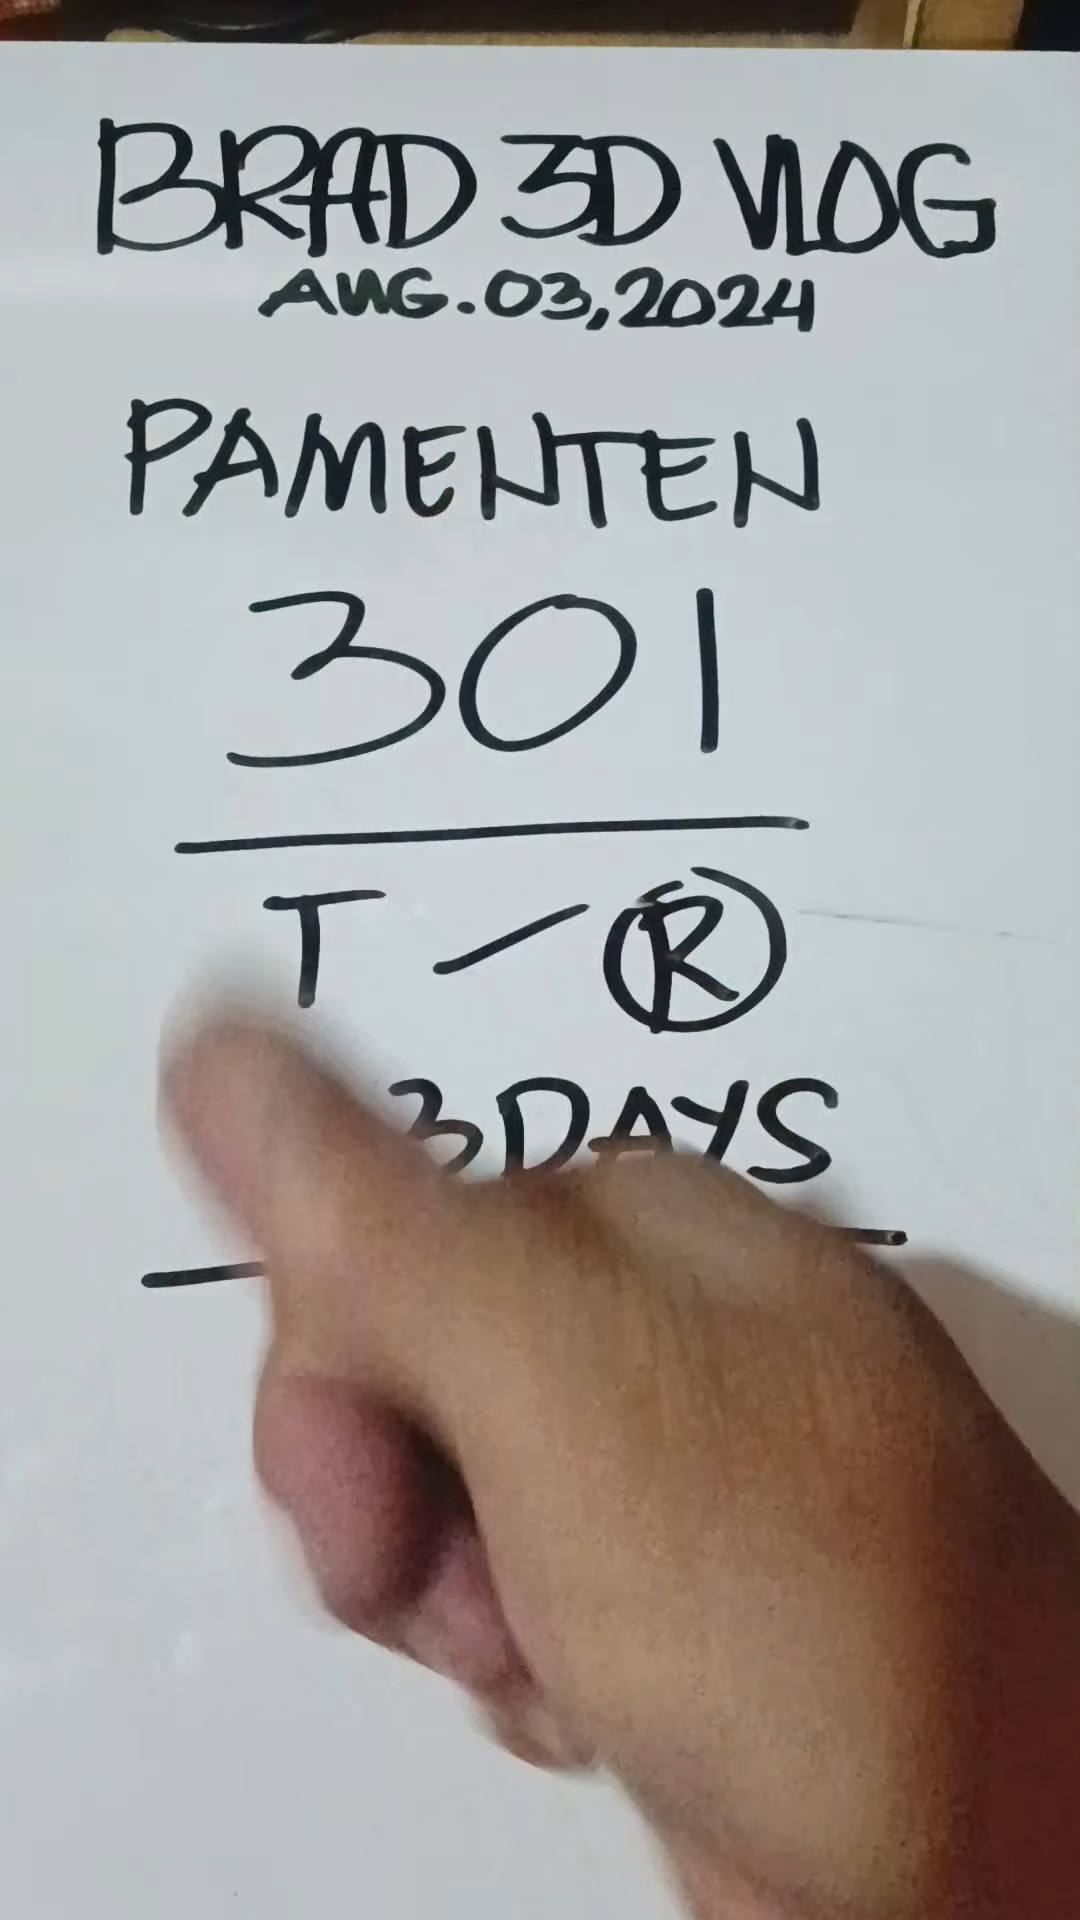 BRAD 3D VLOG
AUG.03,2024
PAMENTEN
301
T - R
3DAYS